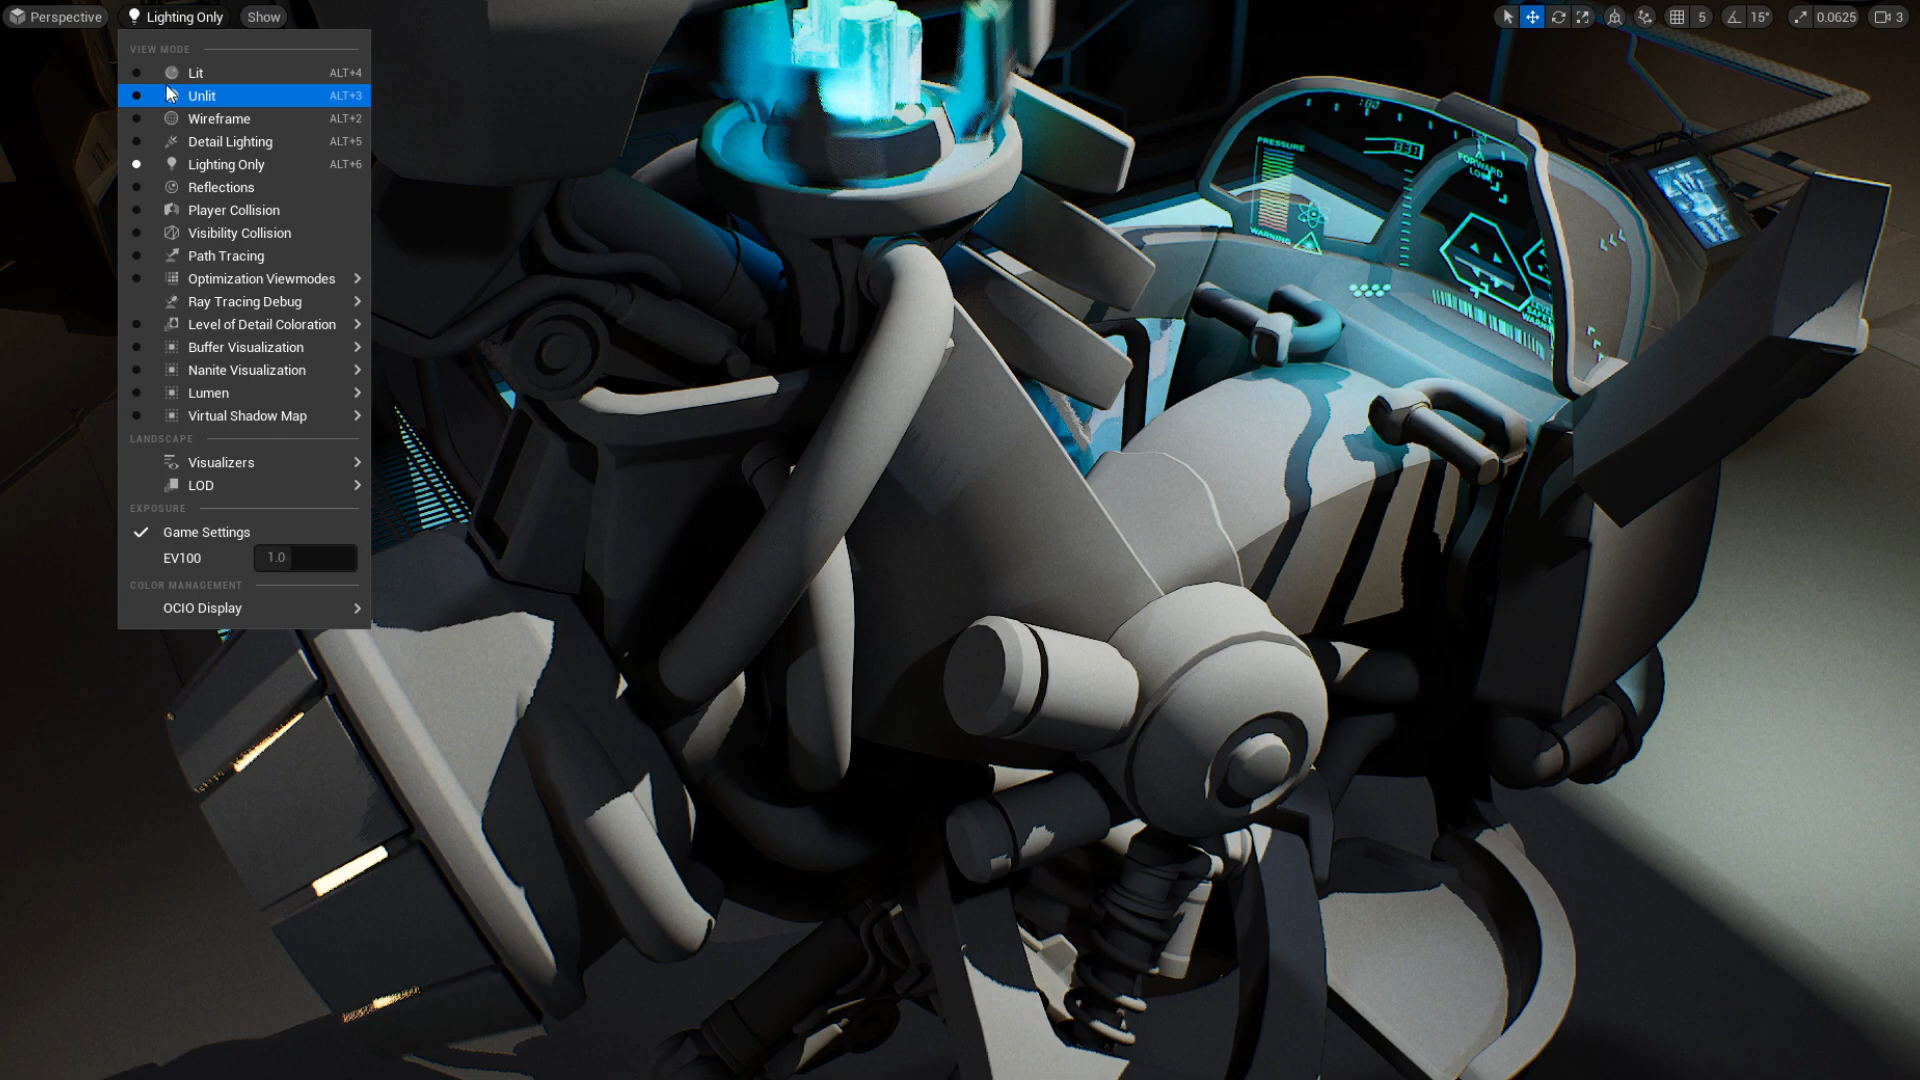 Perspective
Lighting Only
Show
5
15°
0.0625
3
VIEW MODE
Lit ALT+4
Unlit ALT+3
Wireframe ALT+2
Detail Lighting ALT+5
Lighting Only ALT+6
Reflections
Player Collision
Visibility Collision
Path Tracing
Optimization Viewmodes
Ray Tracing Debug
Level of Detail Coloration
Buffer Visualization
Nanite Visualization
Lumen
Virtual Shadow Map
LANDSCAPE
Visualizers
LOD
EXPOSURE
Game Settings
EV100 1.0
COLOR MANAGEMENT
OCIO Display
PRESSURE
WARNING
831
FORWARD